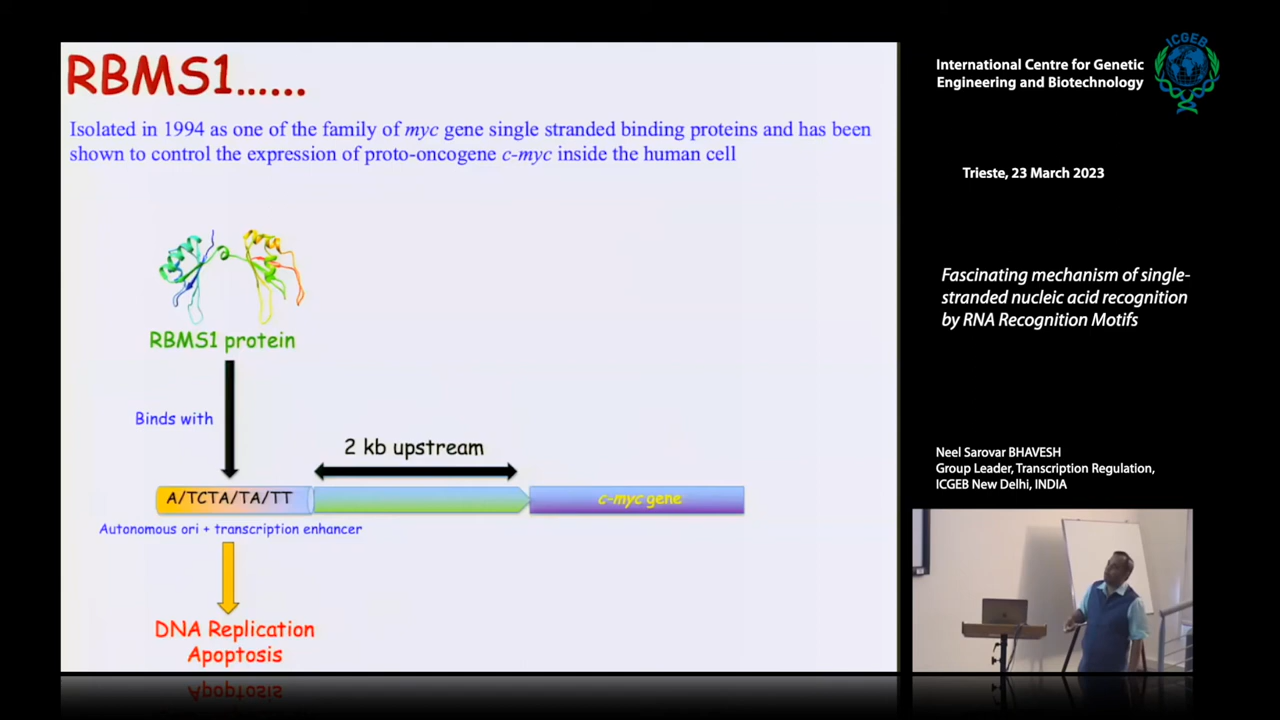 RBMS1......
Isolated in 1994 as one of the family of myc gene single stranded binding proteins and has been
shown to control the expression of proto-oncogene c-myc inside the human cell
RBMS1 protein
Binds with
2 kb upstream
A/TCTA/TA/TT
c-myc gene
Autonomous ori + transcription enhancer
DNA Replication
Apoptosis
ICGEB
International Centre for Genetic
Engineering and Biotechnology
Trieste, 23 March 2023
Fascinating mechanism of single-
stranded nucleic acid recognition
by RNA Recognition Motifs
Neel Sarovar BHAVESH
Group Leader, Transcription Regulation,
ICGEB New Delhi, INDIA